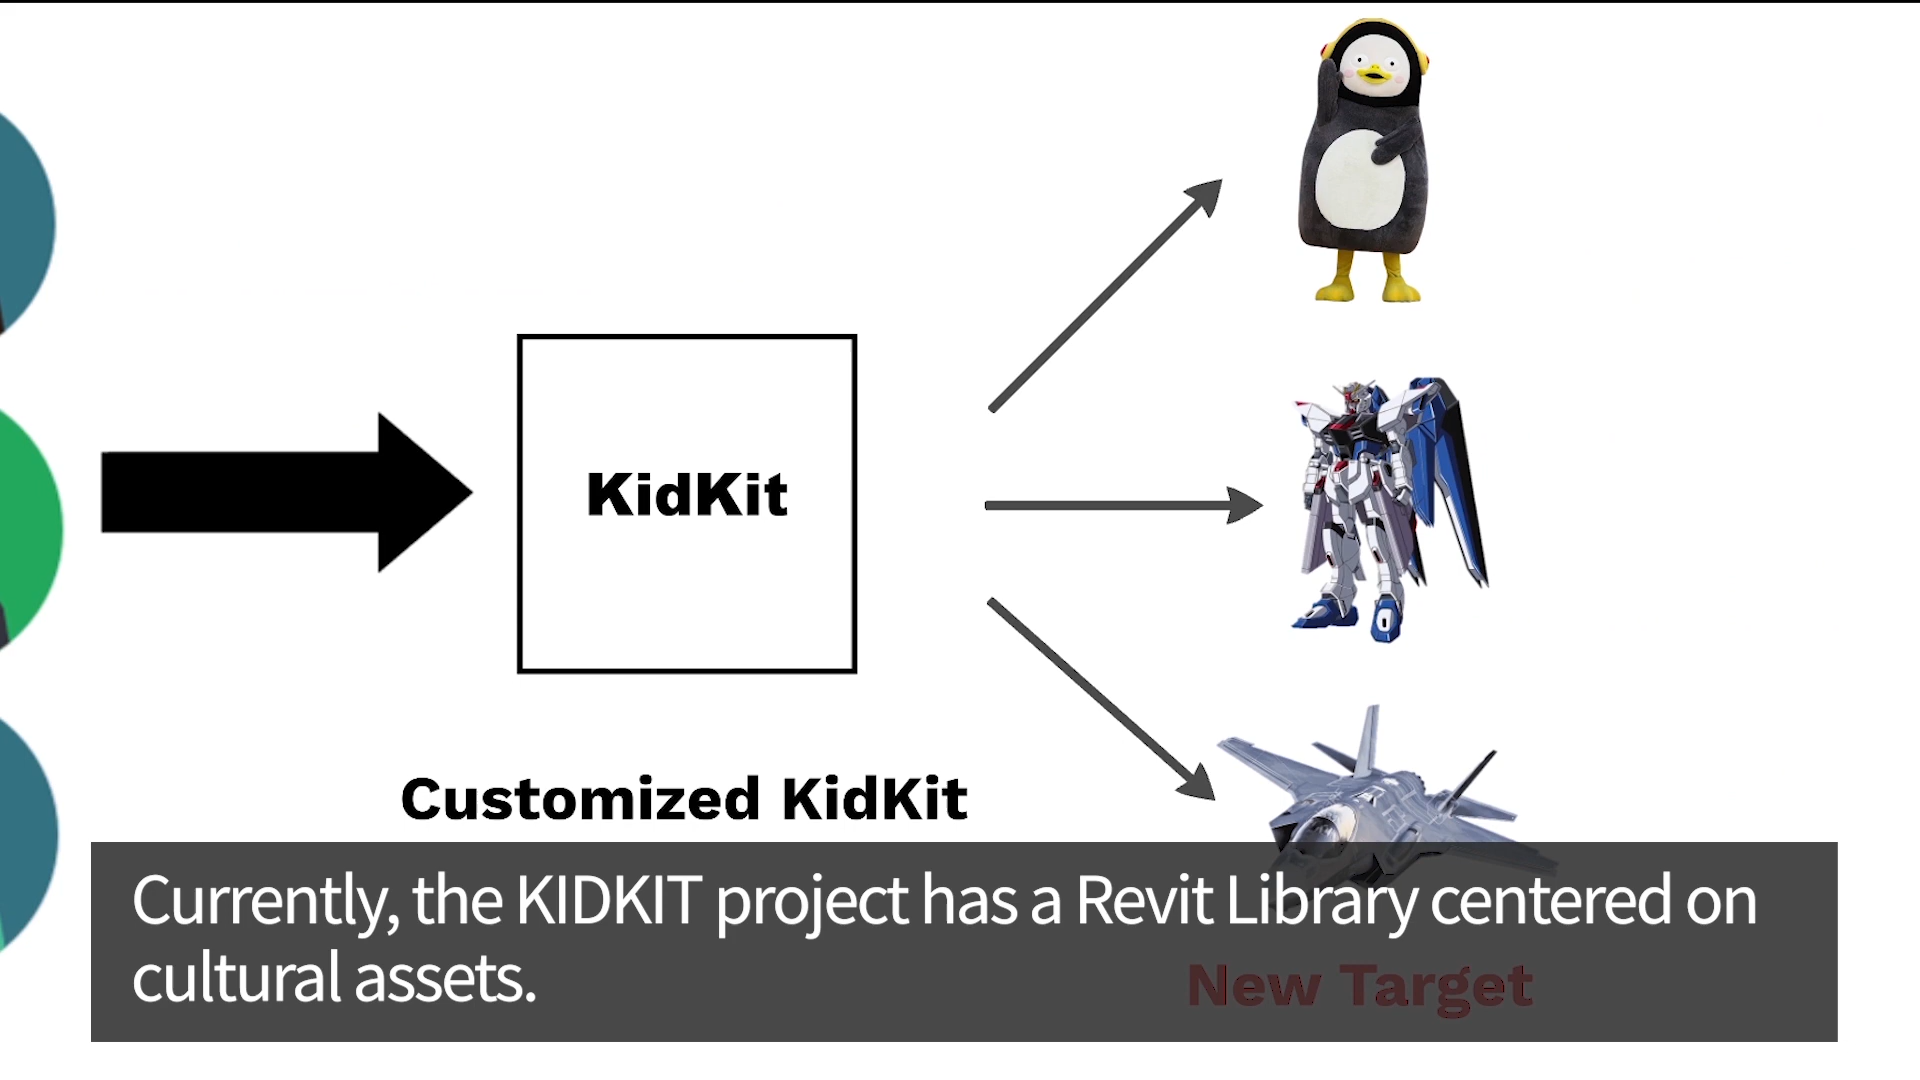 KidKit
Customized KidKit
Currently, the KIDKIT project has a Revit Library centered on
cultural assets.
New Target